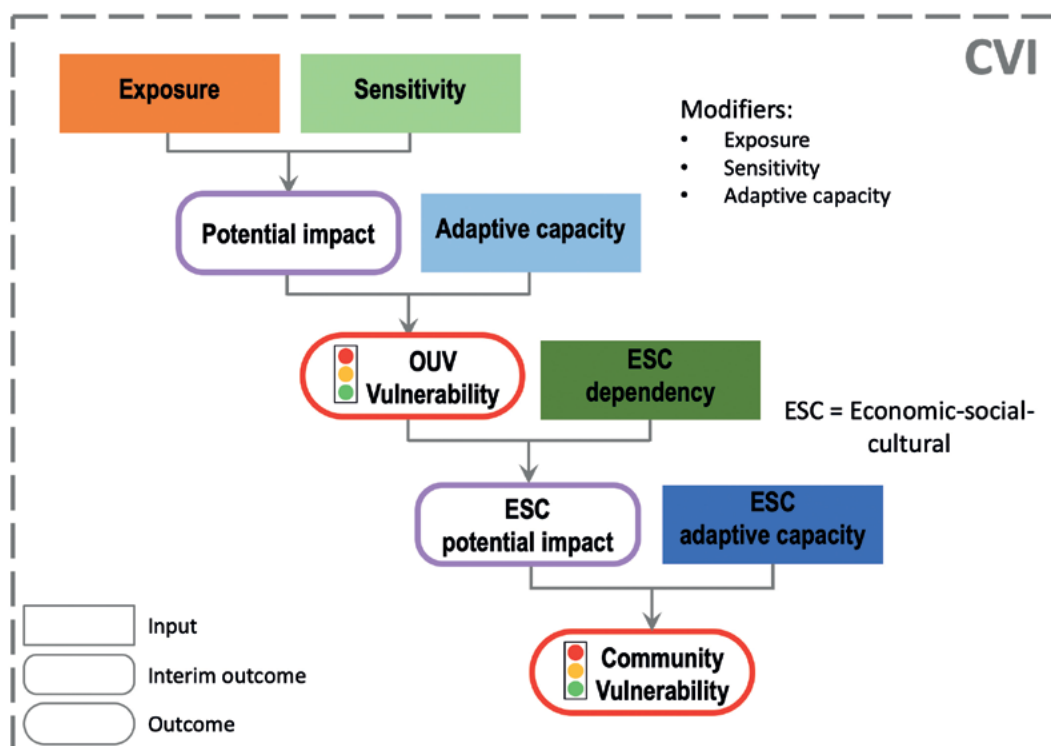 CVI
Exposure
Sensitivity
Modifiers:
• Exposure
• Sensitivity
• Adaptive capacity
Potential impact
Adaptive capacity
OUV
Vulnerability
ESC
dependency
ESC = Economic-social-
cultural
ESC
potential impact
ESC
adaptive capacity
Community
Vulnerability
Input
Interim outcome
Outcome